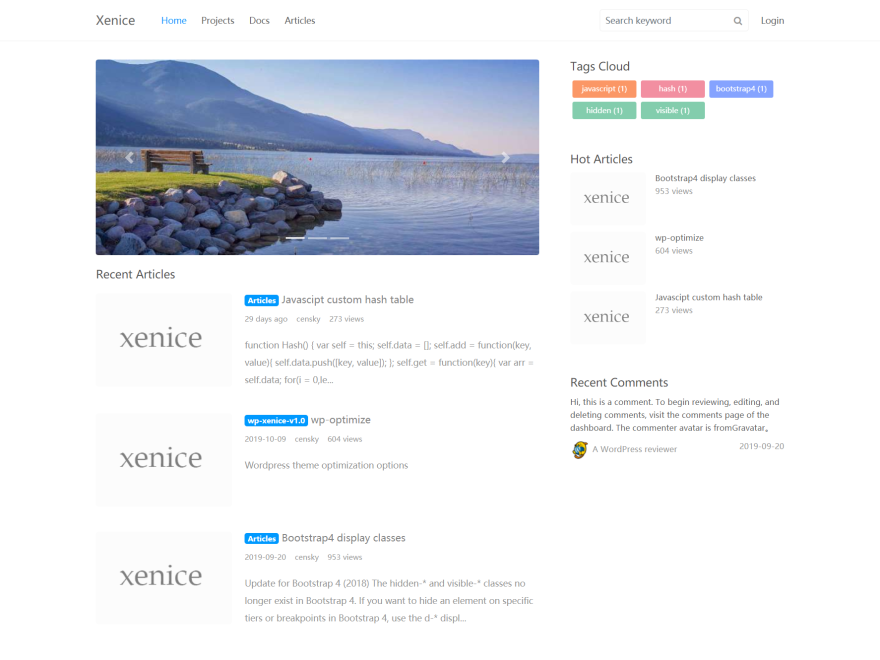 Xenice
Home Projects Docs Articles
Search keyword
Login
Tags Cloud
javascript (1) hash (1) bootstrap4 (1)
hidden (1) visible (1)
Hot Articles
xenice
Bootstrap4 display classes
953 views
xenice
wp-optimize
604 views
xenice
Javascipt custom hash table
273 views
Recent Articles
xenice
Articles Javascipt custom hash table
29 days ago censky 273 views
function Hash() { var self = this; self.data = []; self.add = function(key,
value){ self.data.push([key, value]); }; self.get = function(key){ var arr =
self.data; for(i = 0,le...
xenice
wp-xenice-v1.0 wp-optimize
2019-10-09 censky 604 views
Wordpress theme optimization options
xenice
Articles Bootstrap4 display classes
2019-09-20 censky 953 views
Update for Bootstrap 4 (2018) The hidden-* and visible-* classes no
longer exist in Bootstrap 4. If you want to hide an element on specific
tiers or breakpoints in Bootstrap 4, use the d-* displ...
Recent Comments
Hi, this is a comment. To begin reviewing, editing, and
deleting comments, visit the comments page of the
dashboard. The commenter avatar is fromGravatar。
A WordPress reviewer 2019-09-20